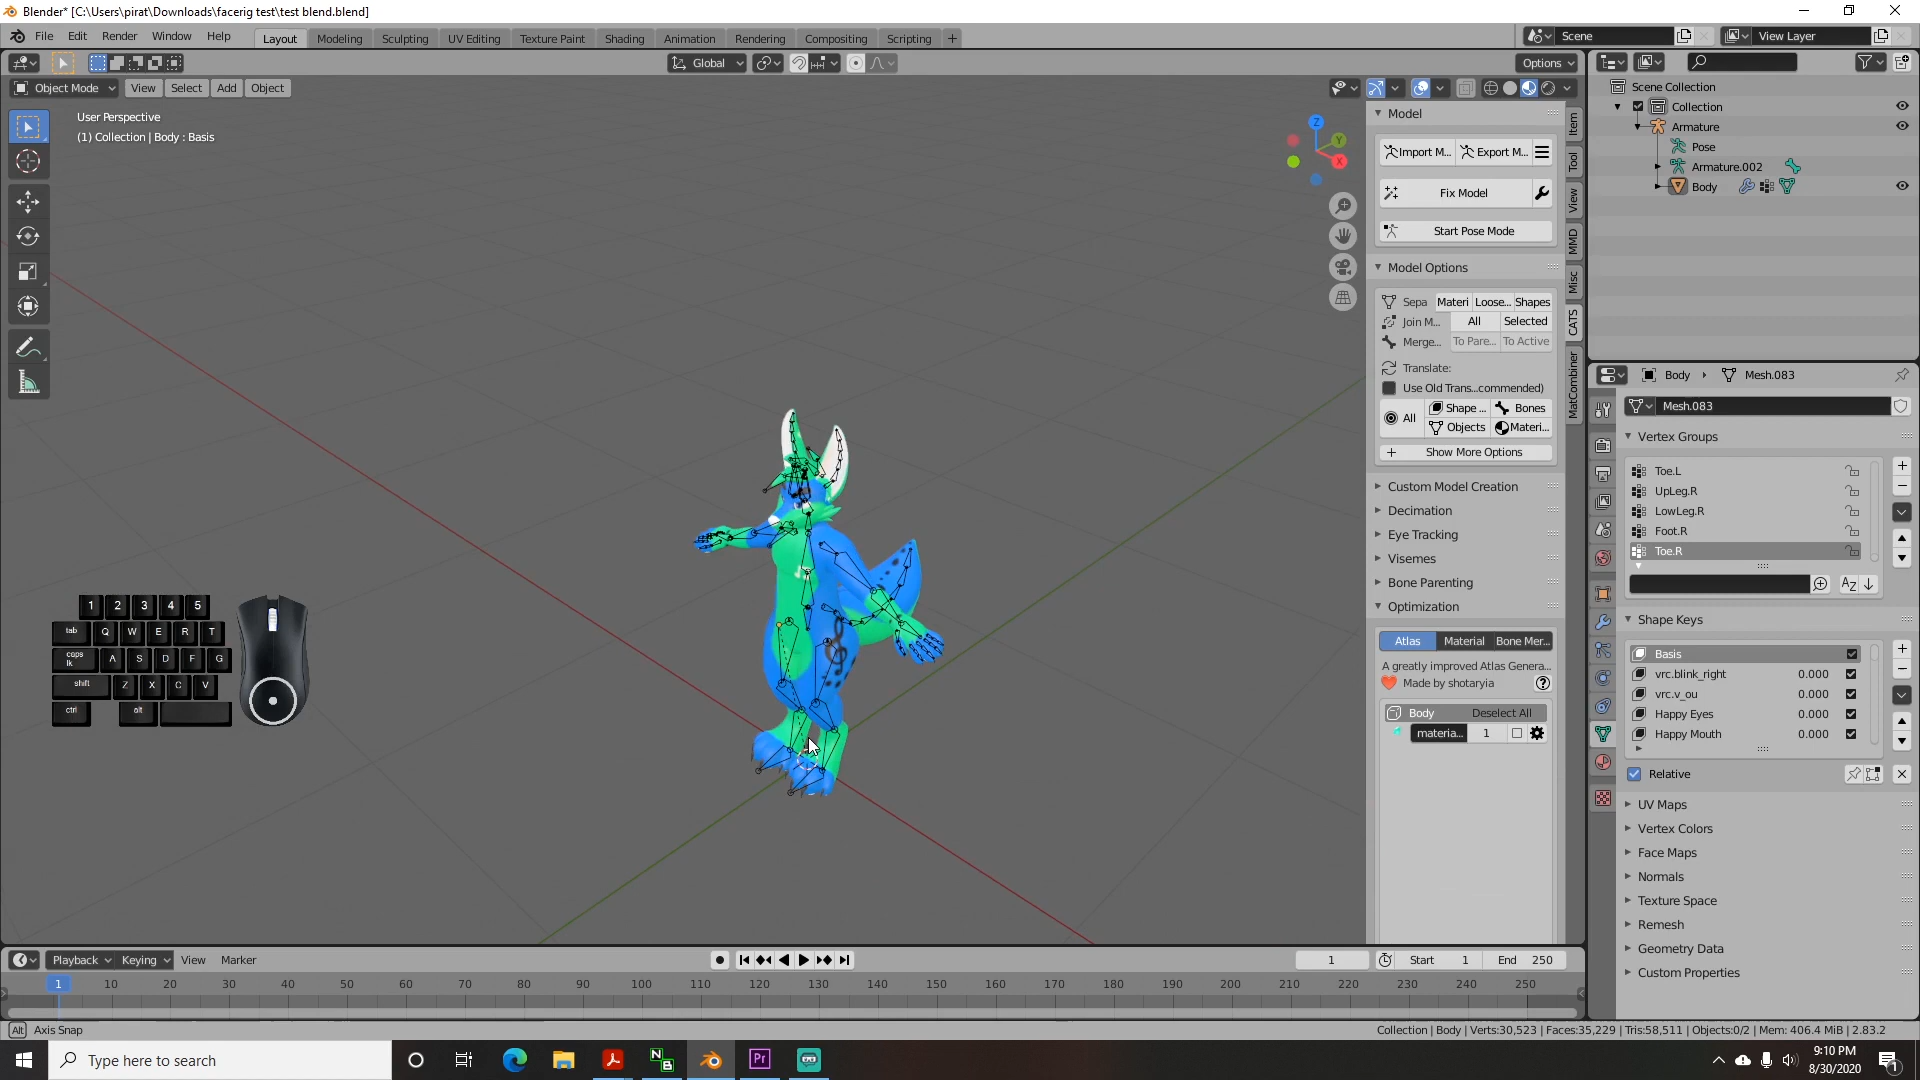 Blender* [C:\Users\pirat\Downloads\facerig test\test blend.blend]
File Edit Render Window Help
Layout Modeling Sculpting UV Editing Texture Paint Shading Animation Rendering Compositing Scripting +
Scene
View Layer
Global
Options
Object Mode View Select Add Object
User Perspective
(1) Collection | Body : Basis
Z
Y
X
Model
Import M... Export M...
Fix Model
Start Pose Mode
Model Options
Sepa Materi Loose... Shapes
Join M... All Selected
Merge... To Pare... To Active
Translate:
Use Old Trans...commended)
All Shape ... Bones
Objects Materi...
+ Show More Options
Custom Model Creation
Decimation
Eye Tracking
Visemes
Bone Parenting
Optimization
Atlas Material Bone Mer...
A greatly improved Atlas Genera...
Made by shotariya
Body Deselect All
materia... 1
Item
Tool
View
MMD
Misc
CATS
MatCombiner
Scene Collection
Collection
Armature
Pose
Armature.002
Body
Body Mesh.083
Mesh.083
Vertex Groups
Toe.L
UpLeg.R
LowLeg.R
Foot.R
Toe.R
Shape Keys
Basis
vrc.blink_right 0.000
vrc.v_ou 0.000
Happy Eyes 0.000
Happy Mouth 0.000
Relative
UV Maps
Vertex Colors
Face Maps
Normals
Texture Space
Remesh
Geometry Data
Custom Properties
1 2 3 4 5
tab Q W E R T
caps lk A S D F G
shift Z X C V
ctrl alt
Playback Keying View Marker
1 Start 1 End 250
1 10 20 30 40 50 60 70 80 90 100 110 120 130 140 150 160 170 180 190 200 210 220 230 240 250
Alt Axis Snap
Collection | Body | Verts:30,523 | Faces:35,229 | Tris:58,511 | Objects:0/2 | Mem: 406.4 MiB | 2.83.2
Type here to search
N B
Pr
9:10 PM
8/30/2020
1